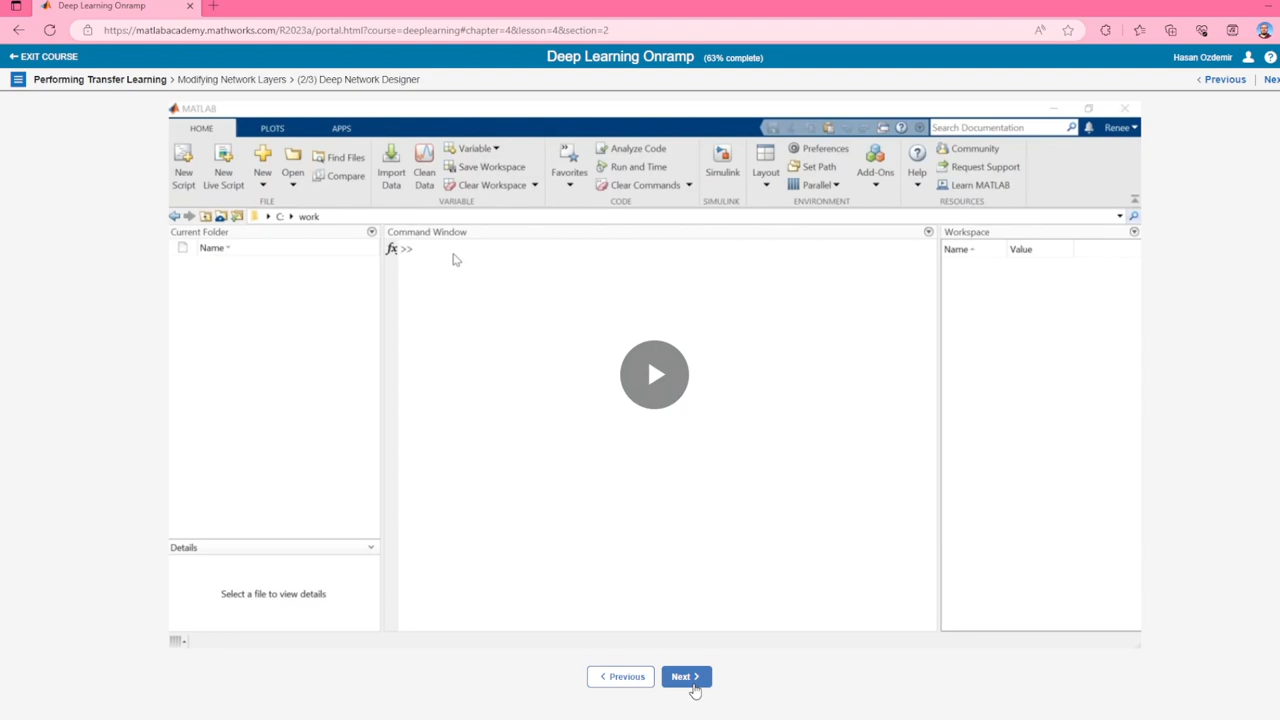 Deep Learning Onramp
https://matlabacademy.mathworks.com/R2023a/portal.html?course=deeplearning#chapter=4&lesson=4&section=2
EXIT COURSE
Deep Learning Onramp (63% complete)
Hasan Ozdemir
Performing Transfer Learning > Modifying Network Layers > (2/3) Deep Network Designer
Previous
Nex
MATLAB
HOME PLOTS APPS
Search Documentation
Renee
New Script
New Live Script
New
Open
Find Files
Compare
Import Data
Clean Data
Variable
Save Workspace
Clear Workspace
Favorites
Analyze Code
Run and Time
Clear Commands
Simulink
Layout
Preferences
Set Path
Parallel
Add-Ons
Help
Community
Request Support
Learn MATLAB
FILE VARIABLE CODE SIMULINK ENVIRONMENT RESOURCES
C: work
Current Folder
Name
Command Window
fx >>
Workspace
Name Value
Details
Select a file to view details
Previous
Next